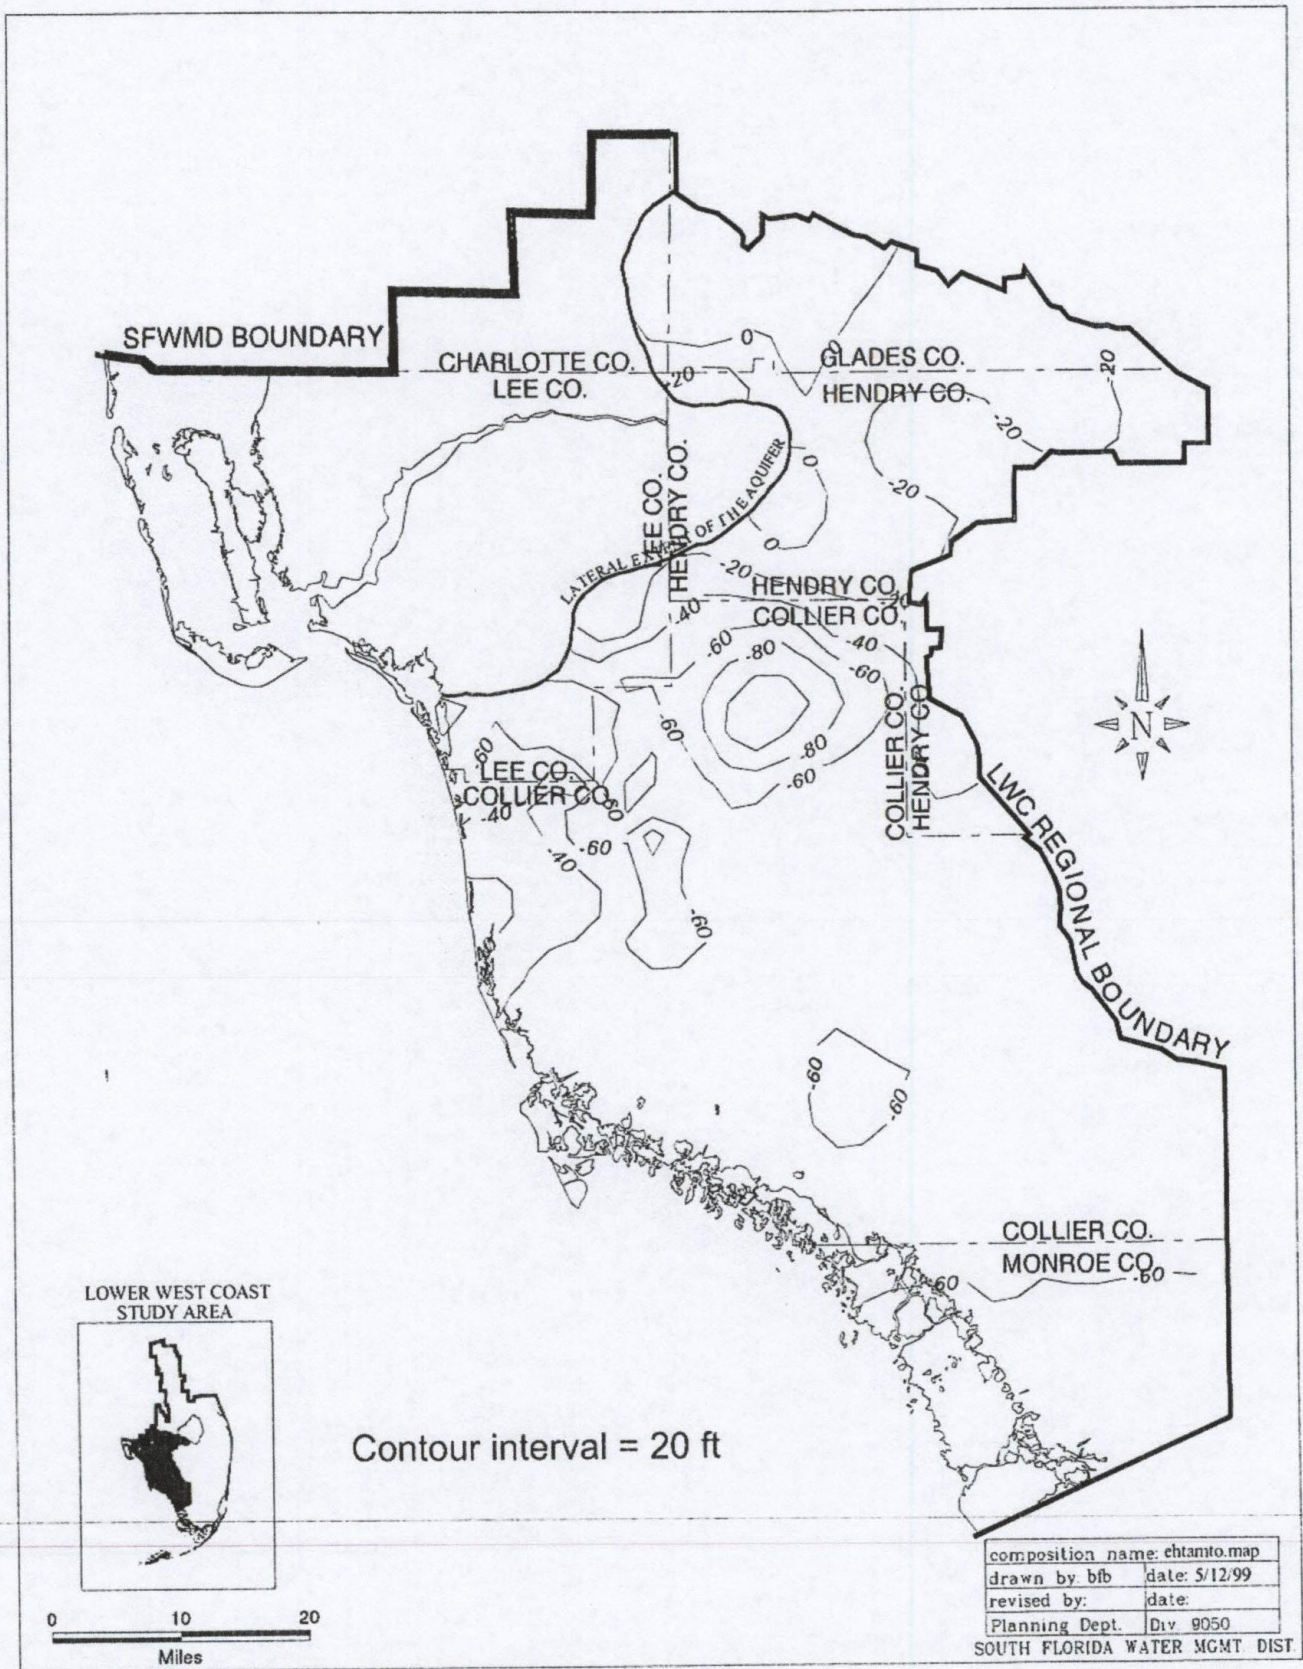 SFWMD BOUNDARY
CHARLOTTE CO.
LEE CO.
GLADES CO.
HENDRY CO.
0
0
-20
-20
-20
-20
LEE CO.
HENDRY CO.
LATERAL EXTENT OF THE AQUIFER
0
0
-20
HENDRY CO.
COLLIER CO.
-20
-40
-40
-60
-80
-60
-60
-80
-60
COLLIER CO.
HENDRY CO.
N
-60
LEE CO.
COLLIER CO.
-60
-40
-60
-40
-60
LWC REGIONAL BOUNDARY
-60
-60
COLLIER CO.
MONROE CO.
-60
-60
LOWER WEST COAST
STUDY AREA
Contour interval = 20 ft
0 10 20
Miles
composition name: ehtamto.map
drawn by: bfb date: 5/12/99
revised by: date:
Planning Dept. Div. 9050
SOUTH FLORIDA WATER MGMT. DIST.